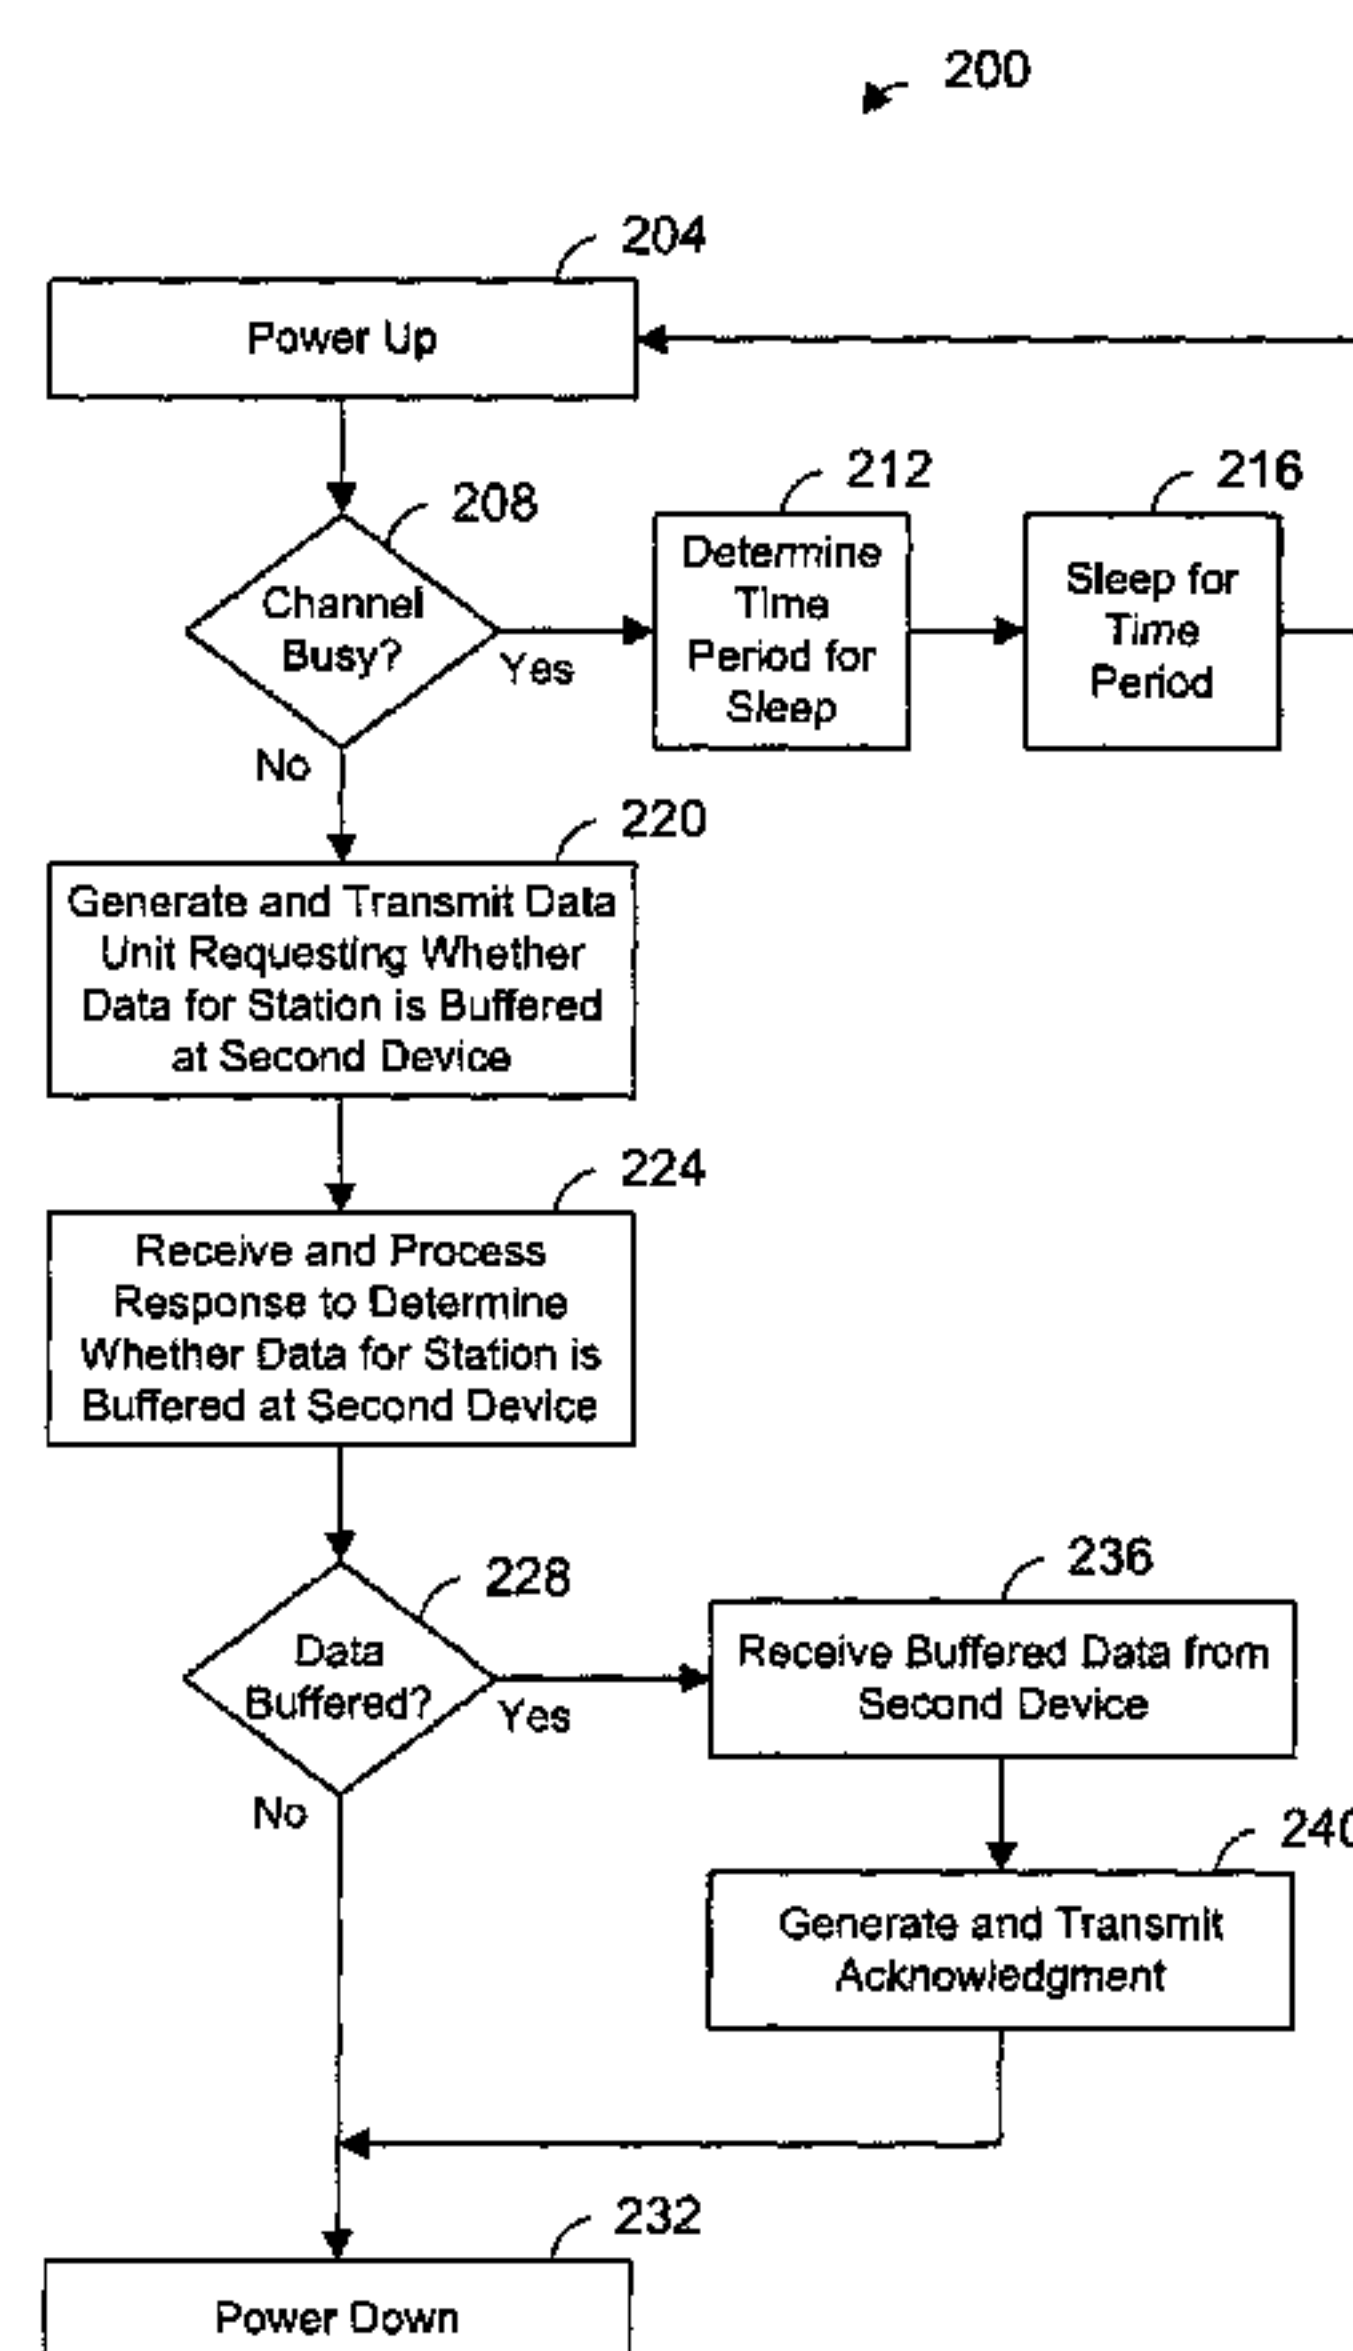 200
204
Power Up
208
Channel
Busy?
Yes
No
212
Determine
Time
Period for
Sleep
216
Sleep for
Time
Period
220
Generate and Transmit Data
Unit Requesting Whether
Data for Station is Buffered
at Second Device
224
Receive and Process
Response to Determine
Whether Data for Station is
Buffered at Second Device
228
Data
Buffered?
Yes
No
236
Receive Buffered Data from
Second Device
240
Generate and Transmit
Acknowledgment
232
Power Down